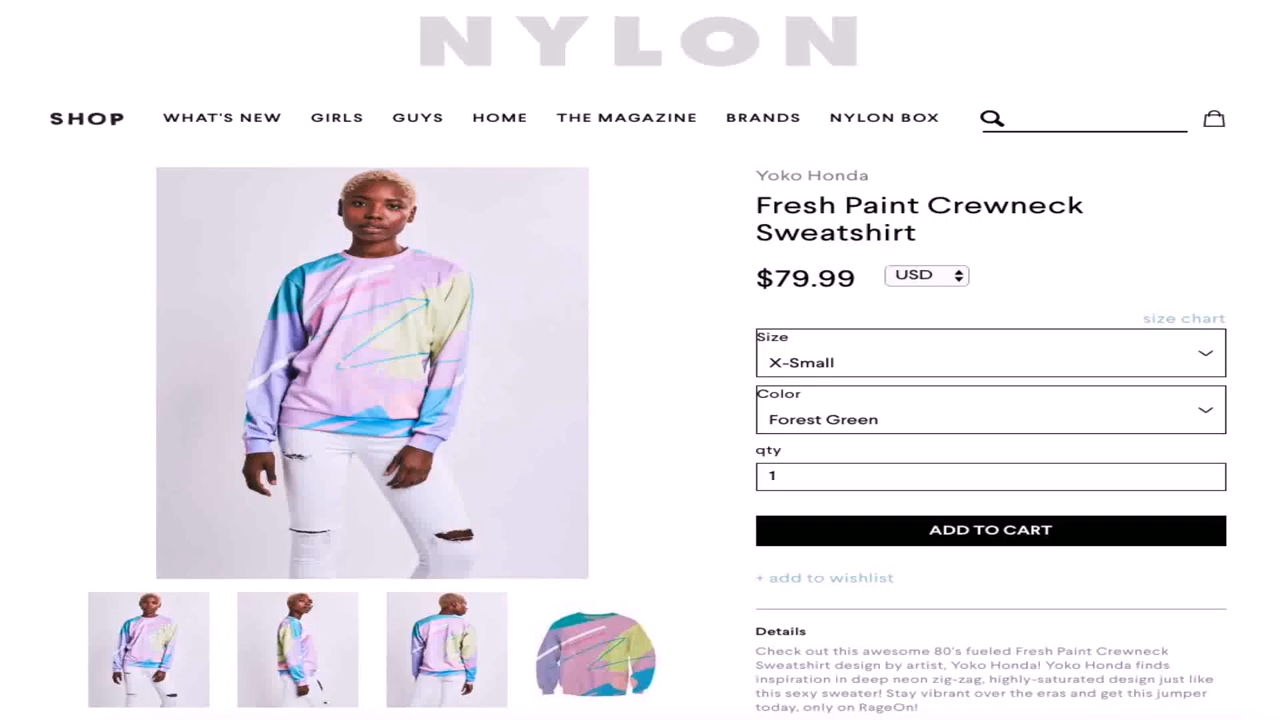 NYLON
SHOP WHAT'S NEW GIRLS GUYS HOME THE MAGAZINE BRANDS NYLON BOX
Yoko Honda
Fresh Paint Crewneck
Sweatshirt
$79.99 USD
size chart
Size
X-Small
Color
Forest Green
qty
1
ADD TO CART
+ add to wishlist
Details
Check out this awesome 80's fueled Fresh Paint Crewneck
Sweatshirt design by artist, Yoko Honda! Yoko Honda finds
inspiration in deep neon zig-zag, highly-saturated design just like
this sexy sweater! Stay vibrant over the eras and get this jumper
today, only on RageOn!